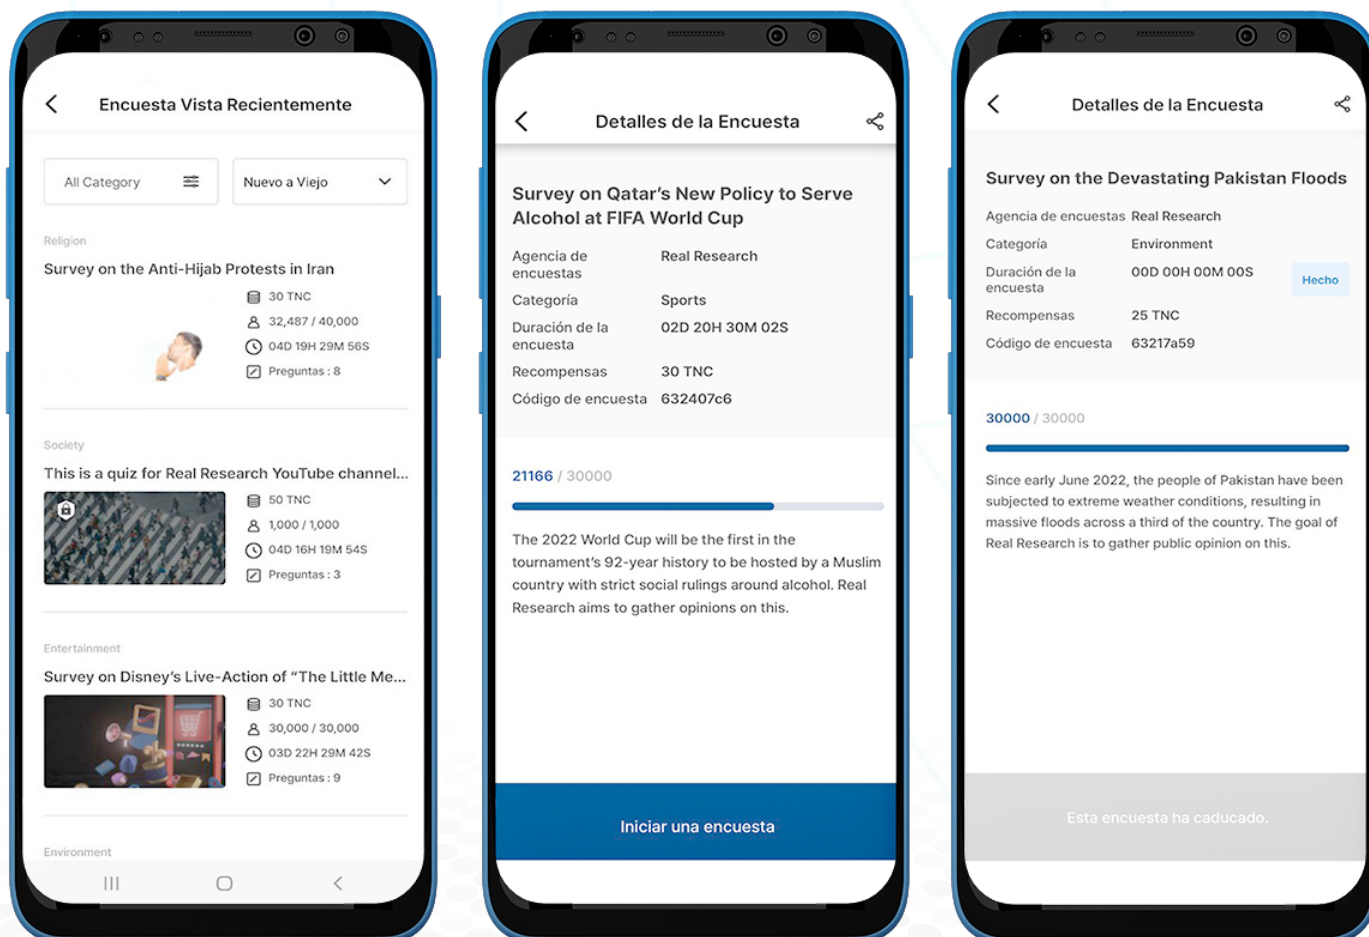 Encuesta Vista Recientemente
All Category
Nuevo a Viejo
Religion
Survey on the Anti-Hijab Protests in Iran
30 TNC
32,487 / 40,000
04D 19H 29M 56S
Preguntas : 8
Society
This is a quiz for Real Research YouTube channel...
50 TNC
1,000 / 1,000
04D 16H 19M 54S
Preguntas : 3
Entertainment
Survey on Disney's Live-Action of “The Little Me...
30 TNC
30,000 / 30,000
03D 22H 29M 42S
Preguntas : 9
Environment
Detalles de la Encuesta
Survey on Qatar's New Policy to Serve
Alcohol at FIFA World Cup
Agencia de
encuestas
Real Research
Categoría
Sports
Duración de la
encuesta
02D 20H 30M 02S
Recompensas
30 TNC
Código de encuesta
632407c6
21166 / 30000
The 2022 World Cup will be the first in the
tournament's 92-year history to be hosted by a Muslim
country with strict social rulings around alcohol. Real
Research aims to gather opinions on this.
Iniciar una encuesta
Detalles de la Encuesta
Survey on the Devastating Pakistan Floods
Agencia de encuestas Real Research
Categoría
Environment
Duración de la
encuesta
00D 00H 00M 00S
Hecho
Recompensas
25 TNC
Código de encuesta
63217a59
30000 / 30000
Since early June 2022, the people of Pakistan have been
subjected to extreme weather conditions, resulting in
massive floods across a third of the country. The goal of
Real Research is to gather public opinion on this.
Esta encuesta ha caducado.